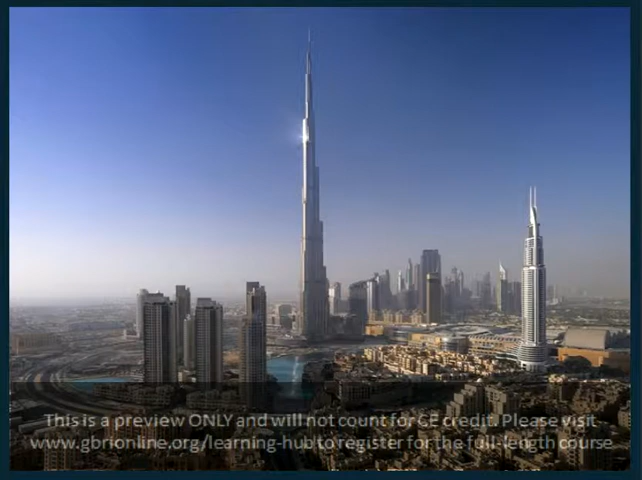 This is a preview ONLY and will not count for CE credit. Please visit
www.gbrionline.org/learning-hub to register for the full-length course